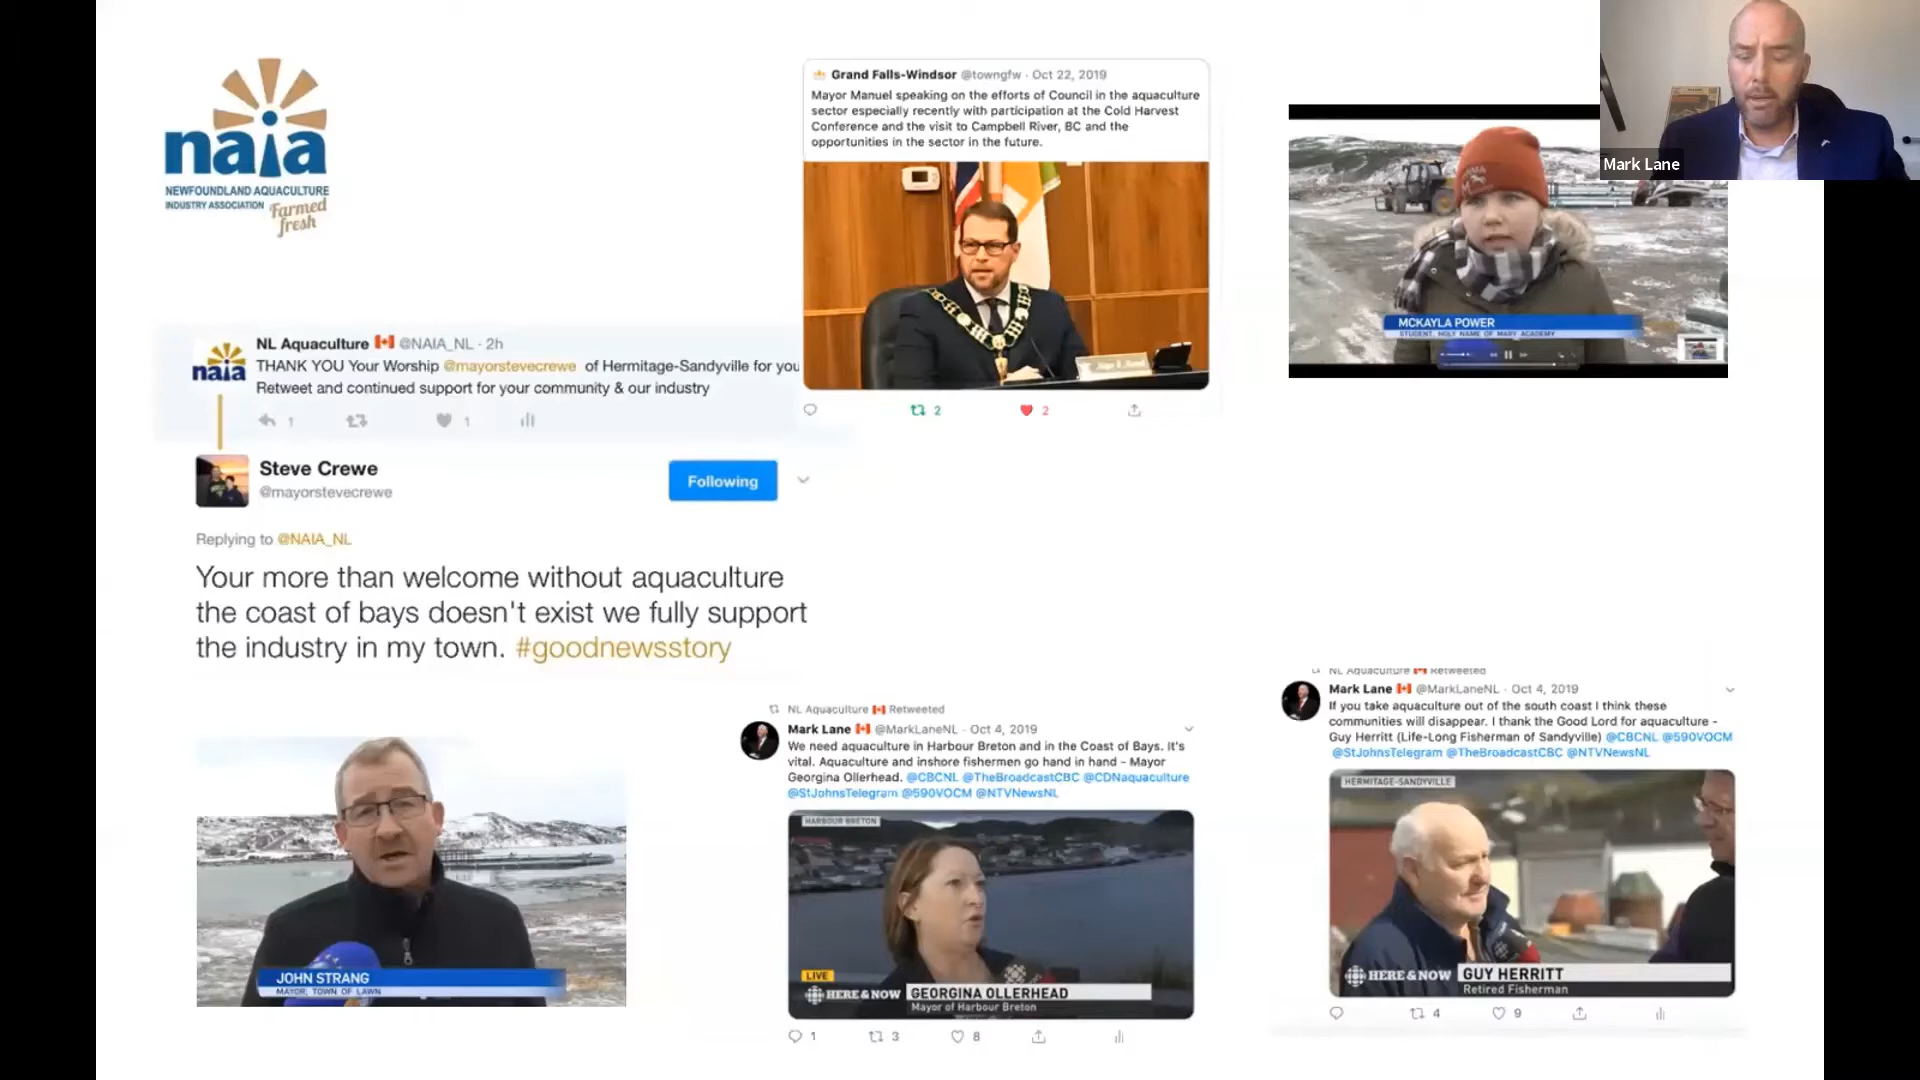 naia
NEWFOUNDLAND AQUACULTURE
INDUSTRY ASSOCIATION
Farmed
fresh
Grand Falls-Windsor @towngfw · Oct 22, 2019
Mayor Manuel speaking on the efforts of Council in the aquaculture
sector especially recently with participation at the Cold Harvest
Conference and the visit to Campbell River, BC and the
opportunities in the sector in the future.
2
2
MCKAYLA POWER
STUDENT, HOLY NAME OF MARY ACADEMY
Mark Lane
naia
NL Aquaculture @NAIA_NL · 2h
THANK YOU Your Worship @mayorstevecrewe of Hermitage-Sandyville for you
Retweet and continued support for your community & our industry
1
1
Steve Crewe
@mayorstevecrewe
Following
Replying to @NAIA_NL
Your more than welcome without aquaculture
the coast of bays doesn't exist we fully support
the industry in my town. #goodnewsstory
JOHN STRANG
MAYOR, TOWN OF LAWN
NL Aquaculture Retweeted
Mark Lane @MarkLaneNL · Oct 4, 2019
We need aquaculture in Harbour Breton and in the Coast of Bays. It's
vital. Aquaculture and inshore fishermen go hand in hand - Mayor
Georgina Ollerhead. @CBCNL @TheBroadcastCBC @CDNaquaculture
@StJohnsTelegram @590VOCM @NTVNewsNL
HARBOUR BRETON
LIVE
HERE & NOW
GEORGINA OLLERHEAD
Mayor of Harbour Breton
1
3
8
NL Aquaculture Retweeted
Mark Lane @MarkLaneNL · Oct 4, 2019
If you take aquaculture out of the south coast I think these
communities will disappear. I thank the Good Lord for aquaculture -
Guy Herritt (Life-Long Fisherman of Sandyville) @CBCNL @590VOCM
@StJohnsTelegram @TheBroadcastCBC @NTVNewsNL
HERMITAGE-SANDYVILLE
HERE & NOW
GUY HERRITT
Retired Fisherman
4
9